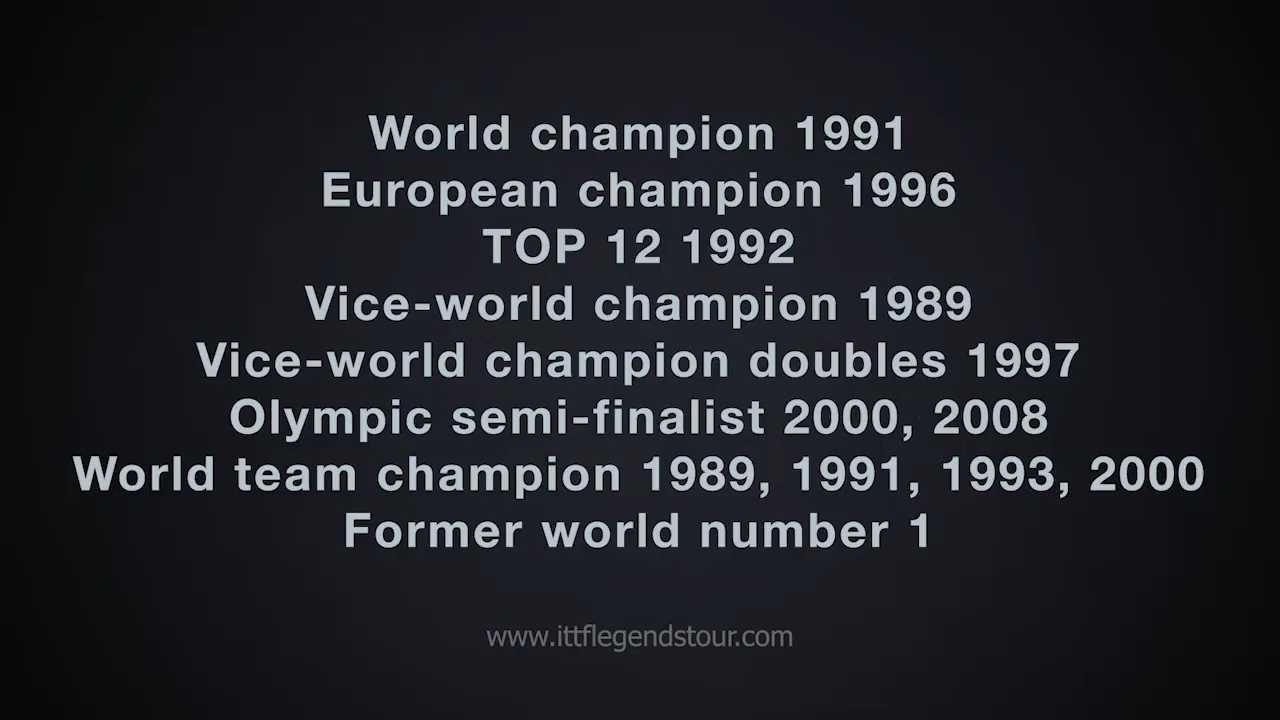 World champion 1991
European champion 1996
TOP 12 1992
Vice-world champion 1989
Vice-world champion doubles 1997
Olympic semi-finalist 2000, 2008
World team champion 1989, 1991, 1993, 2000
Former world number 1
www.ittflegendstour.com